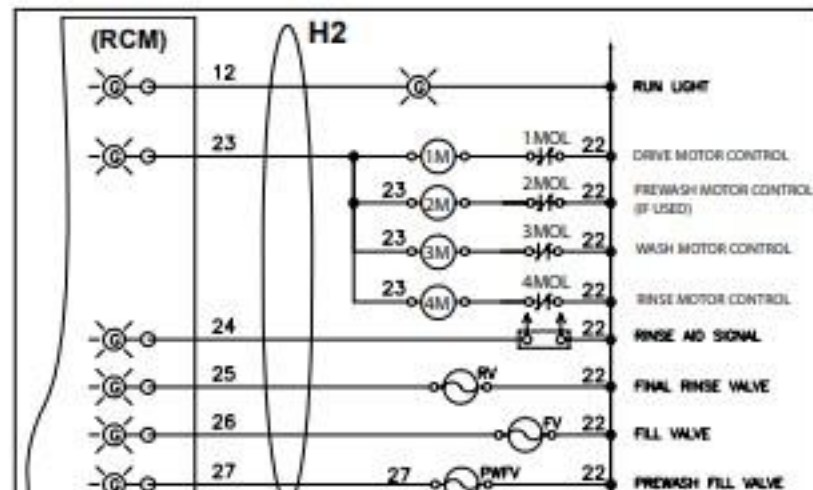 (RCM) H2
G 12 G RUN LIGHT
G 23 1M 1MOL 22 DRIVE MOTOR CONTROL
23 2M 2MOL 22 PREWASH MOTOR CONTROL
(IF USED)
23 3M 3MOL 22 WASH MOTOR CONTROL
23 4M 4MOL 22 RINSE MOTOR CONTROL
G 24 22 RINSE AID SIGNAL
G 25 RV 22 FINAL RINSE VALVE
G 26 FV 22 FILL VALVE
G 27 27 PWFV 22 PREWASH FILL VALVE